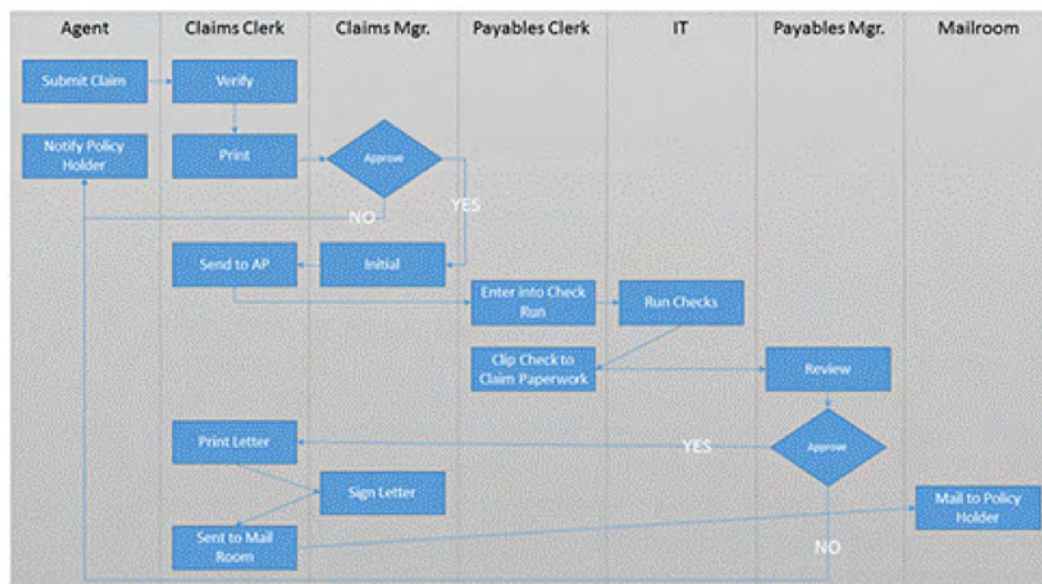 Agent Claims Clerk Claims Mgr. Payables Clerk IT Payables Mgr. Mailroom
Submit Claim
Verify
Notify Policy
Holder
Print
Approve
NO
YES
Send to AP
Initial
Enter into Check
Run
Run Checks
Clip Check to
Claim Paperwork
Review
Print Letter
YES
Approve
Sign Letter
Mail to Policy
Holder
Sent to Mail
Room
NO